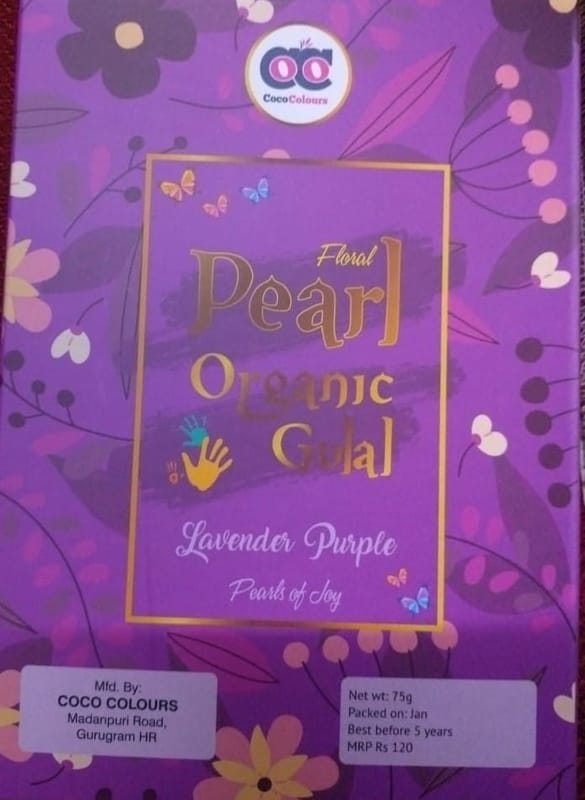 CocoColours
Floral
Pearl
Organic
Gulal
Lavender Purple
Pearls of Joy
Mfd. By:
COCO COLOURS
Madanpuri Road,
Gurugram HR
Net wt: 75g
Packed on: Jan
Best before 5 years
MRP Rs 120